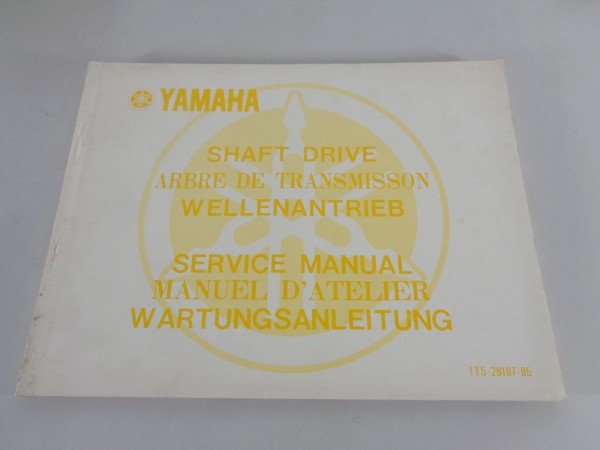 YAMAHA
SHAFT DRIVE
ARBRE DE TRANSMISSON
WELLENANTRIEB
SERVICE MANUAL
MANUEL D'ATELIER
WARTUNGSANLEITUNG
1T5-28197-85